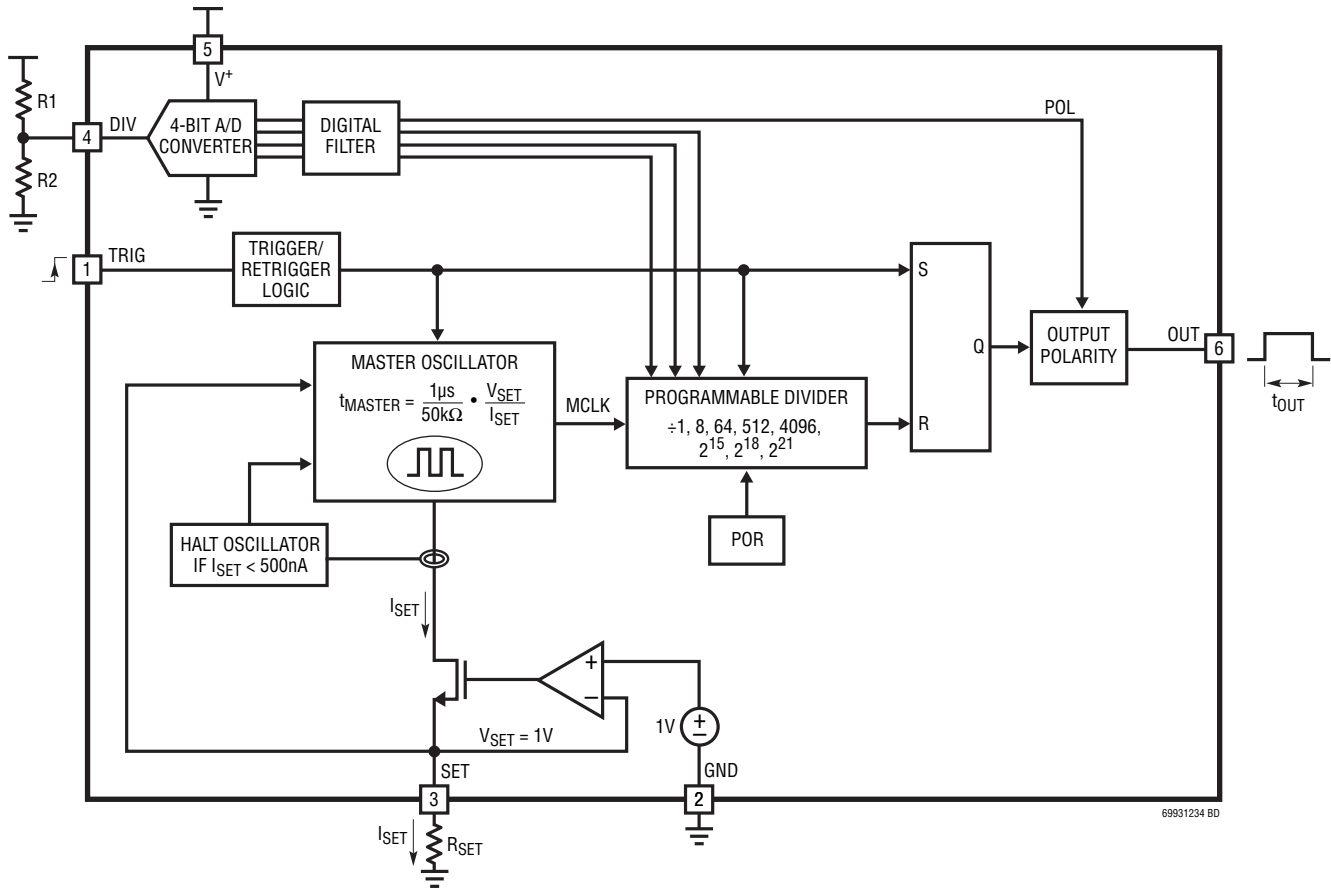 5
V+
R1
4
DIV
4-BIT A/D
CONVERTER
DIGITAL
FILTER
POL
R2
1
TRIG
TRIGGER/
RETRIGGER
LOGIC
S
Q
R
OUTPUT
POLARITY
OUT
6
tOUT
MASTER OSCILLATOR
tMASTER = 1µs/50kΩ • VSET/ISET
MCLK
PROGRAMMABLE DIVIDER
÷1, 8, 64, 512, 4096,
2^15, 2^18, 2^21
POR
HALT OSCILLATOR
IF ISET < 500nA
ISET
+
−
1V
+
−
VSET = 1V
SET
GND
3
2
ISET
RSET
69931234 BD